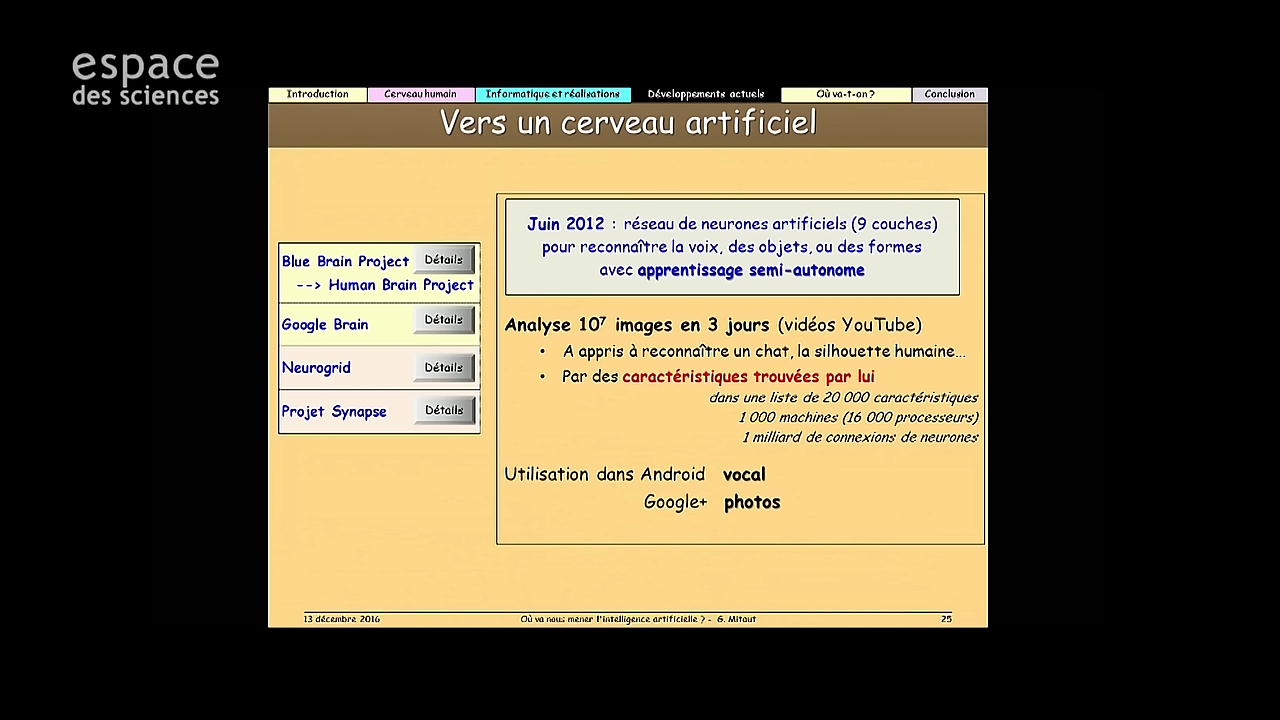 espace
des sciences
Introduction Cerveau humain Informatique et réalisations Développements actuels Où va-t-on ? Conclusion
Vers un cerveau artificiel
Blue Brain Project Détails
--> Human Brain Project
Google Brain Détails
Neurogrid Détails
Projet Synapse Détails
Juin 2012 : réseau de neurones artificiels (9 couches)
pour reconnaître la voix, des objets, ou des formes
avec apprentissage semi-autonome
Analyse 10⁷ images en 3 jours (vidéos YouTube)
• A appris à reconnaître un chat, la silhouette humaine...
• Par des caractéristiques trouvées par lui
dans une liste de 20 000 caractéristiques
1 000 machines (16 000 processeurs)
1 milliard de connexions de neurones
Utilisation dans Android vocal
Google+ photos
13 décembre 2016 Où va nous mener l'intelligence artificielle ? - G. Mitaut 25